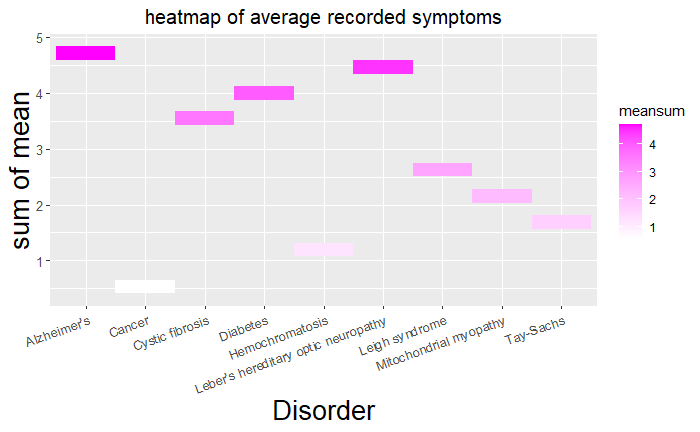 heatmap of average recorded symptoms
sum of mean
5
4
3
2
1
Alzheimer's
Cancer
Cystic fibrosis
Diabetes
Hemochromatosis
Leber's hereditary optic neuropathy
Leigh syndrome
Mitochondrial myopathy
Tay-Sachs
Disorder
meansum
4
3
2
1